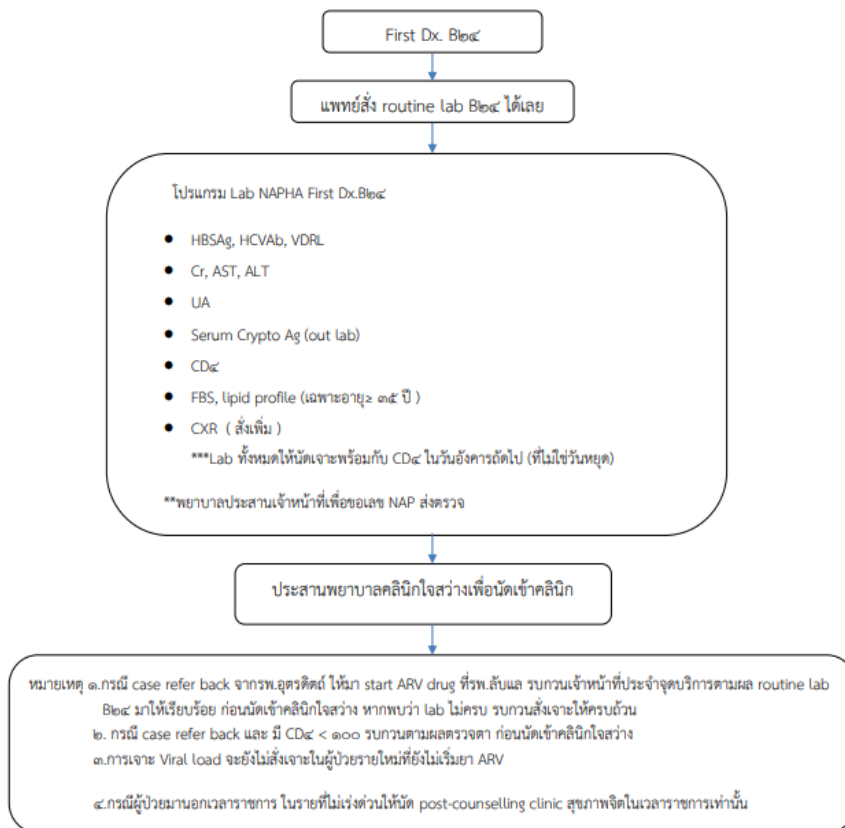 First Dx. B๒๔
แพทย์สั่ง routine lab B๒๔ ได้เลย
โปรแกรม Lab NAPHA First Dx.B๒๔
● HBSAg, HCVAb, VDRL
● Cr, AST, ALT
● UA
● Serum Crypto Ag (out lab)
● CD๔
● FBS, lipid profile (เฉพาะอายุ≥ ๓๕ ปี )
● CXR ( สั่งเพิ่ม )
***Lab ทั้งหมดให้นัดเจาะพร้อมกับ CD๔ ในวันอังคารถัดไป (ที่ไม่ใช่วันหยุด)
**พยาบาลประสานเจ้าหน้าที่เพื่อขอเลข NAP ส่งตรวจ
ประสานพยาบาลคลินิกใจสว่างเพื่อนัดเข้าคลินิก
หมายเหตุ ๑.กรณี case refer back จากรพ.อุตรดิตถ์ ให้มา start ARV drug ที่รพ.ลับแล รบกวนเจ้าหน้าที่ประจำจุดบริการตามผล routine lab
B๒๔ มาให้เรียบร้อย ก่อนนัดเข้าคลินิกใจสว่าง หากพบว่า lab ไม่ครบ รบกวนสั่งเจาะให้ครบถ้วน
๒. กรณี case refer back และ มี CD๔ < ๑๐๐ รบกวนตามผลตรวจตา ก่อนนัดเข้าคลินิกใจสว่าง
๓.การเจาะ Viral load จะยังไม่สั่งเจาะในผู้ป่วยรายใหม่ที่ยังไม่เริ่มยา ARV
๔.กรณีผู้ป่วยมานอกเวลาราชการ ในรายที่ไม่เร่งด่วนให้นัด post-counselling clinic สุขภาพจิตในเวลาราชการเท่านั้น